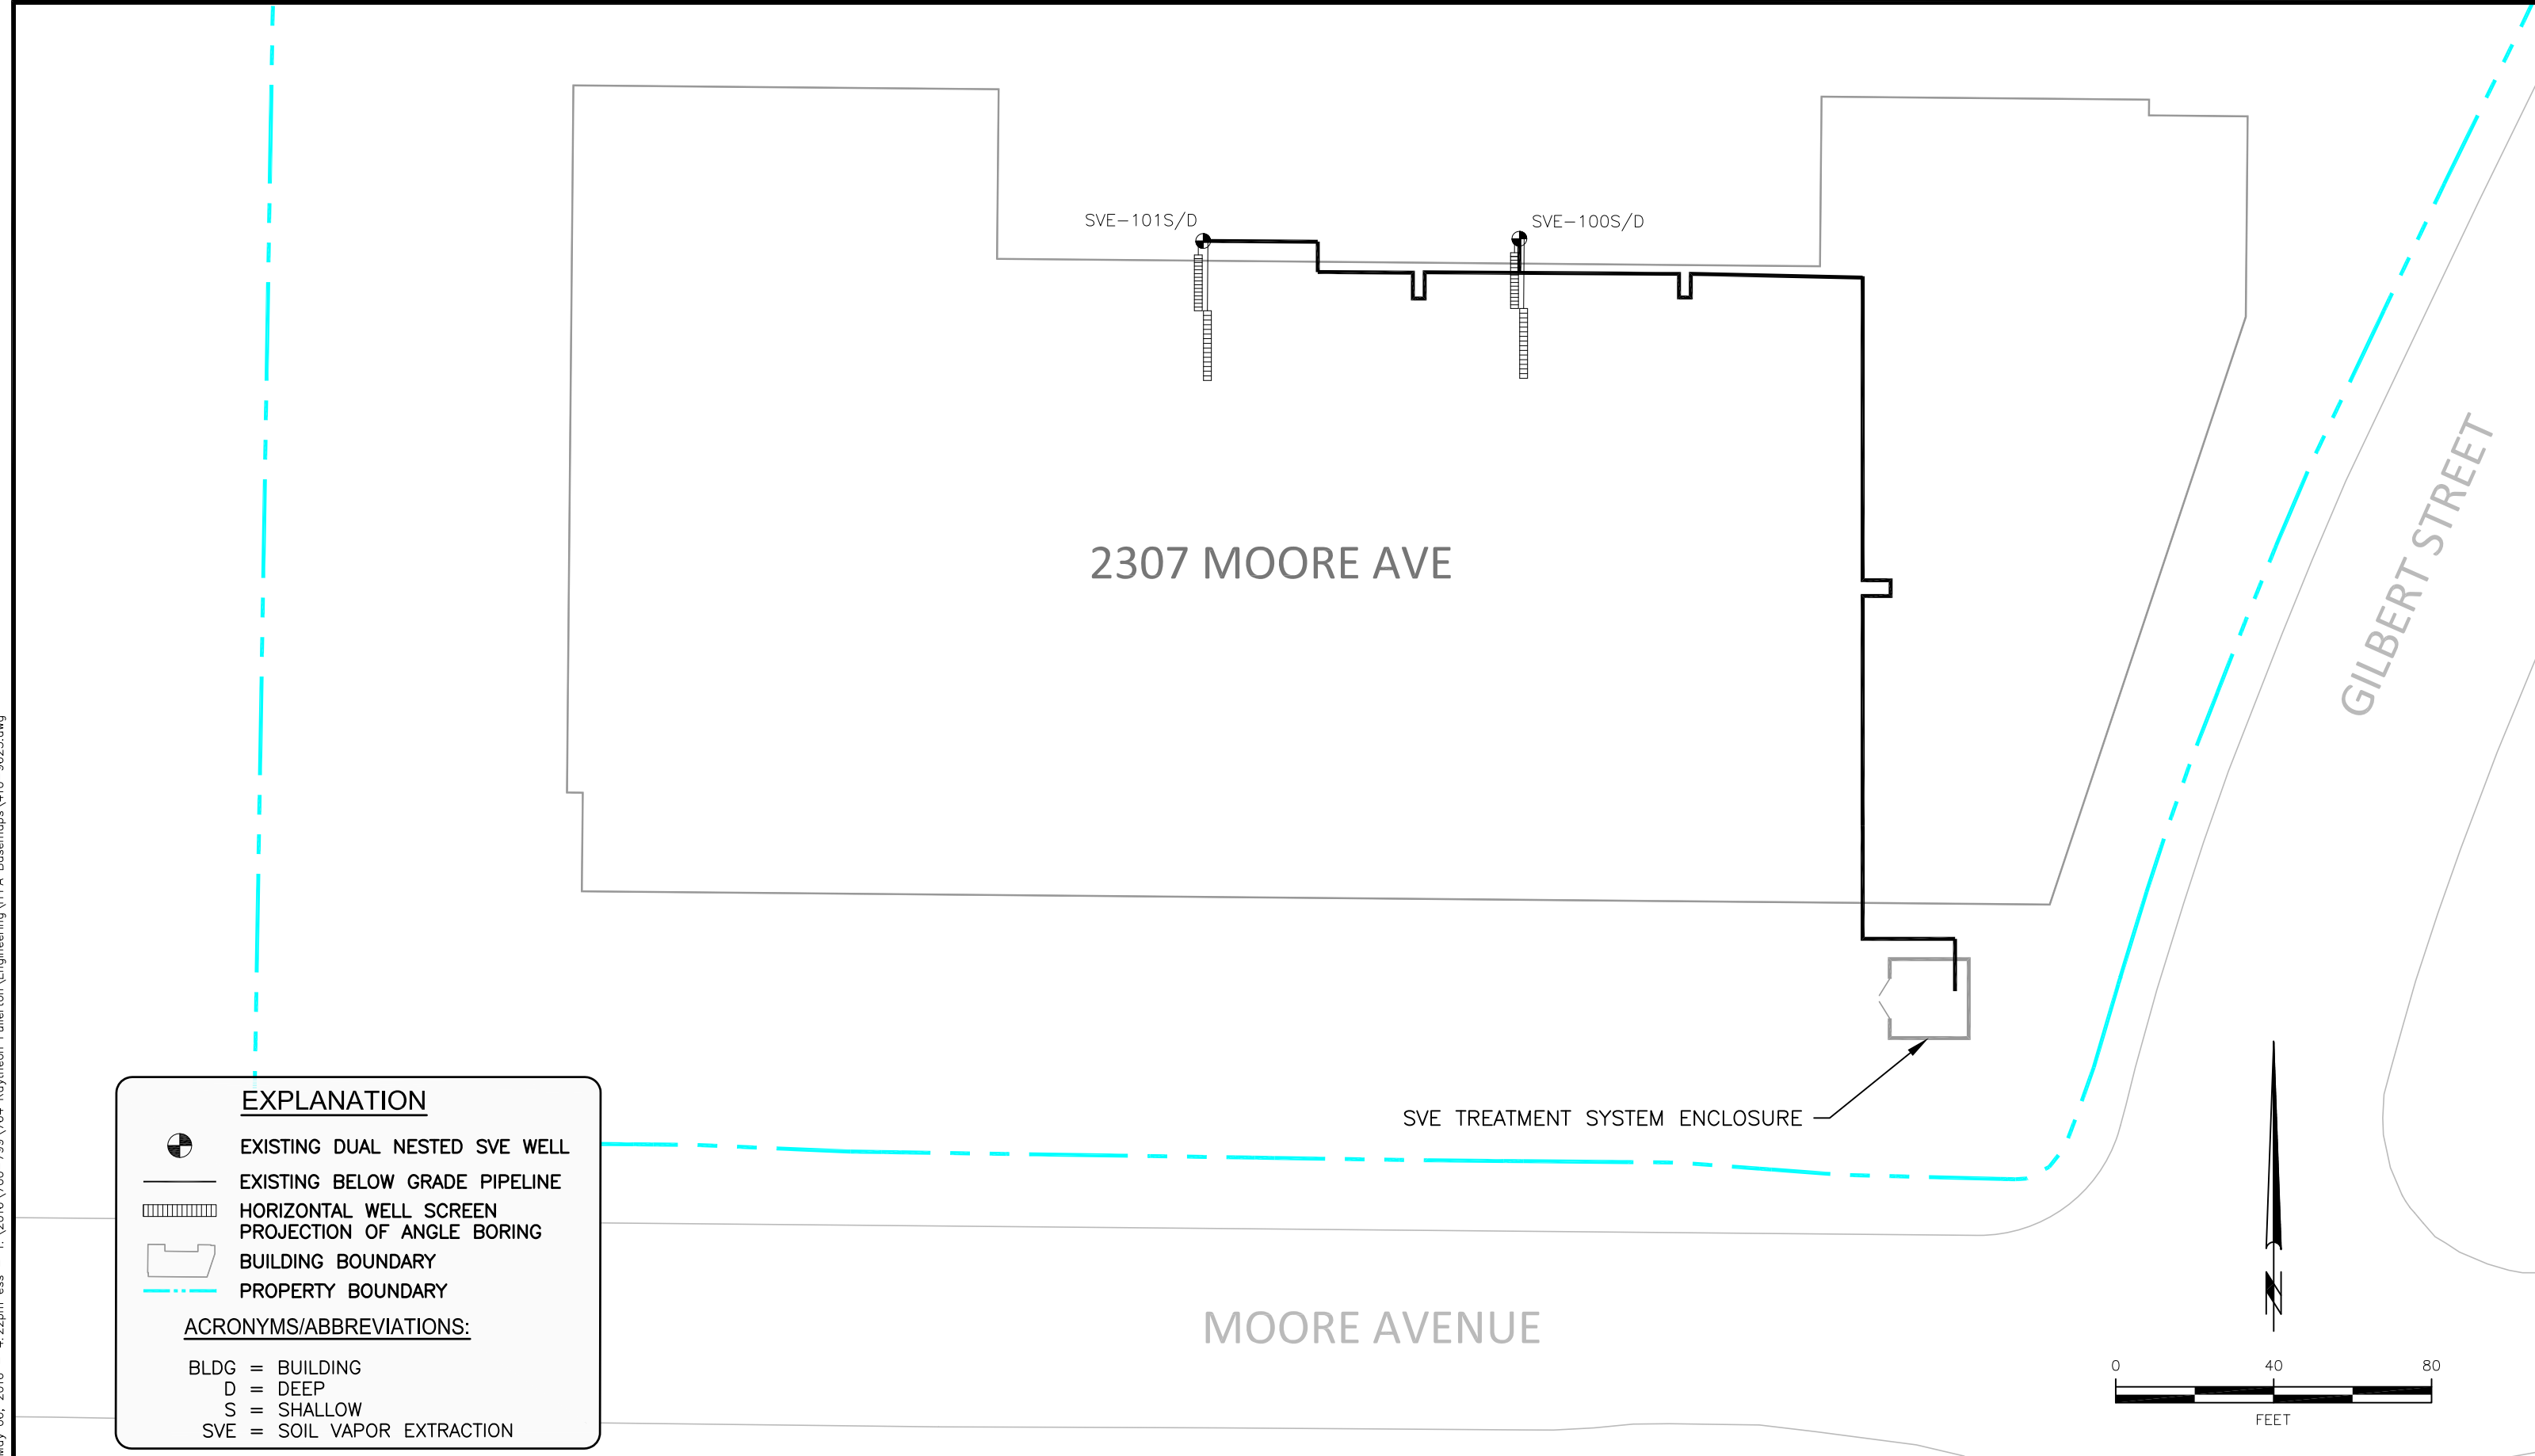 SVE-101S/D
SVE-100S/D
2307 MOORE AVE
GILBERT STREET
SVE TREATMENT SYSTEM ENCLOSURE
EXPLANATION
EXISTING DUAL NESTED SVE WELL
EXISTING BELOW GRADE PIPELINE
HORIZONTAL WELL SCREEN
PROJECTION OF ANGLE BORING
BUILDING BOUNDARY
PROPERTY BOUNDARY
ACRONYMS/ABBREVIATIONS:
BLDG = BUILDING
D = DEEP
S = SHALLOW
SVE = SOIL VAPOR EXTRACTION
MOORE AVENUE
N
0 40 80
FEET